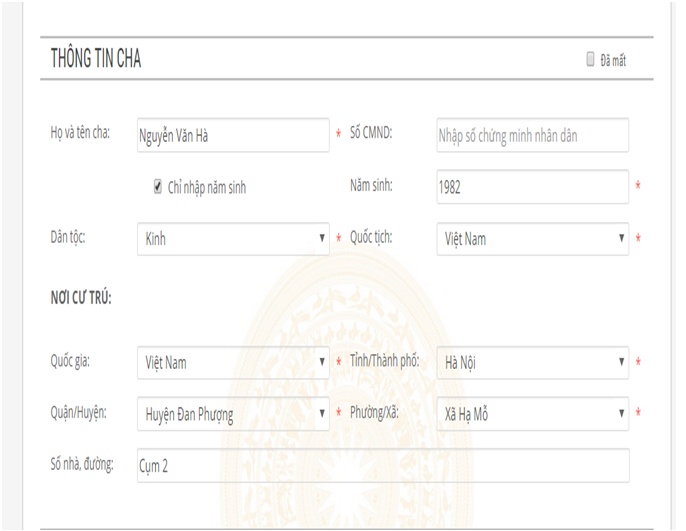 THÔNG TIN CHA
Đã mất
Họ và tên cha: Nguyễn Văn Hà * Số CMND: Nhập số chứng minh nhân dân
Chỉ nhập năm sinh Năm sinh: 1982 *
Dân tộc: Kinh * Quốc tịch: Việt Nam *
NƠI CƯ TRÚ:
Quốc gia: Việt Nam * Tỉnh/Thành phố: Hà Nội *
Quận/Huyện: Huyện Đan Phượng * Phường/Xã: Xã Hạ Mỗ *
Số nhà, đường: Cụm 2